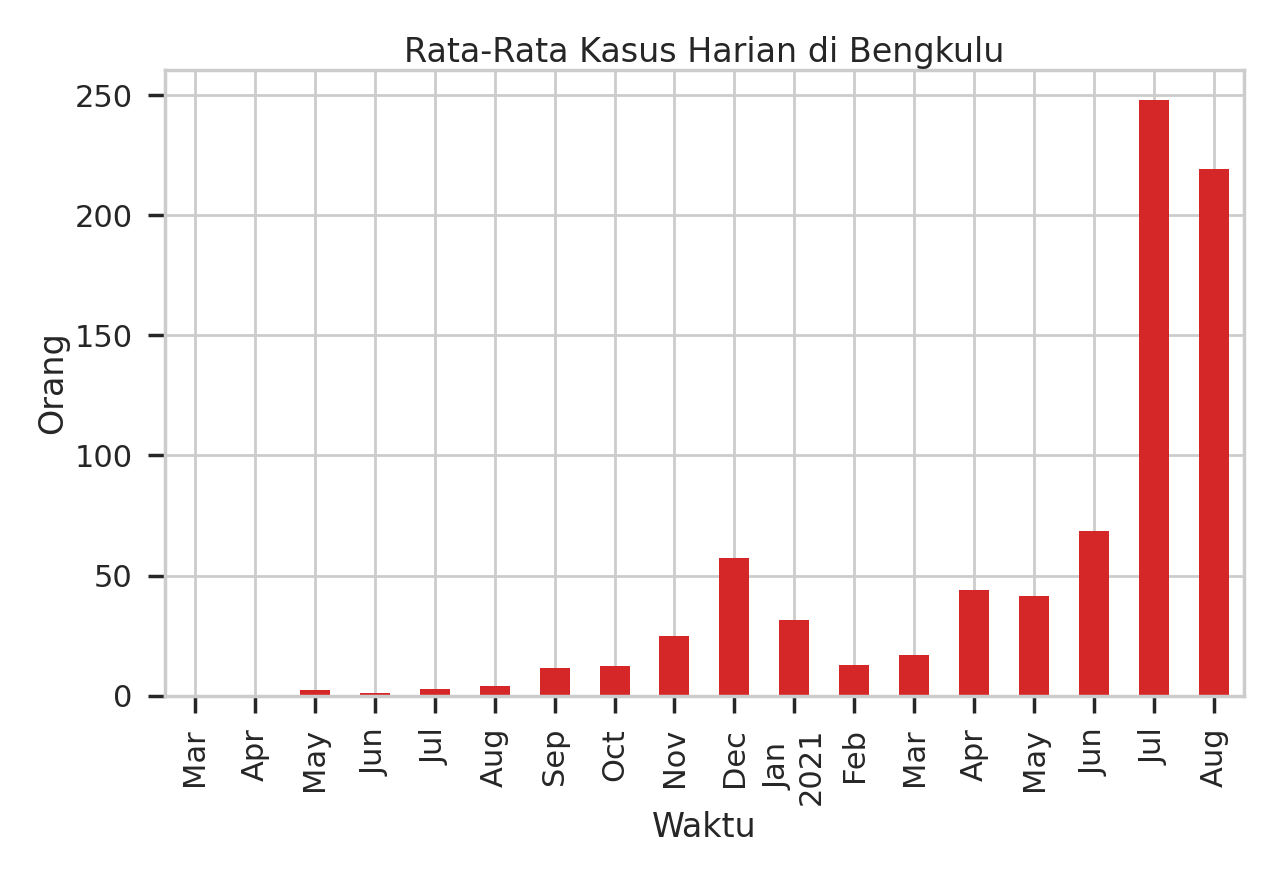 Rata-Rata Kasus Harian di Bengkulu
250
200
150
100
50
0
Orang
Mar
Apr
May
Jun
Jul
Aug
Sep
Oct
Nov
Dec
Jan
2021
Feb
Mar
Apr
May
Jun
Jul
Aug
Waktu